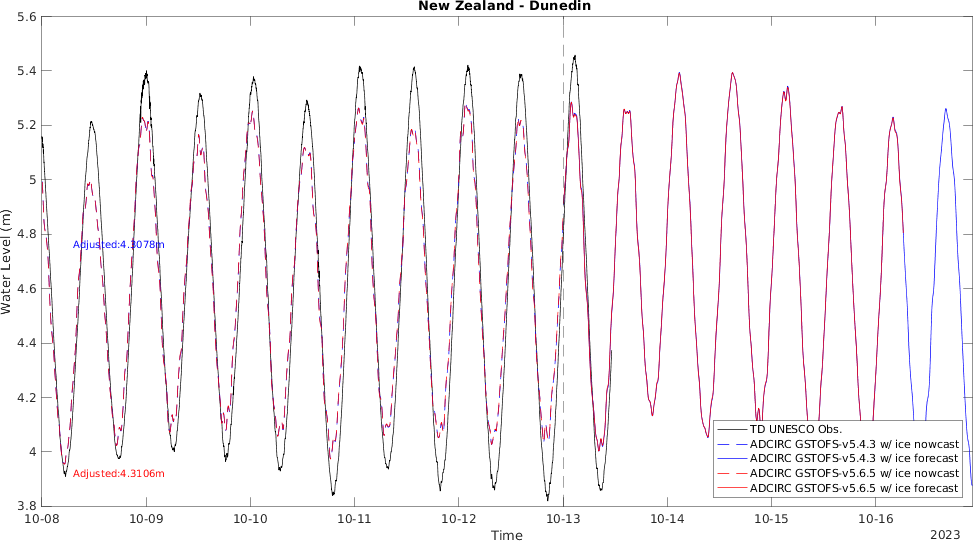 New Zealand - Dunedin
5.6
5.4
5.2
5
4.8
4.6
4.4
4.2
4
3.8
Water Level (m)
Adjusted:4.3078m
Adjusted:4.3106m
TD UNESCO Obs.
ADCIRC GSTOFS-v5.4.3 w/ ice nowcast
ADCIRC GSTOFS-v5.4.3 w/ ice forecast
ADCIRC GSTOFS-v5.6.5 w/ ice nowcast
ADCIRC GSTOFS-v5.6.5 w/ ice forecast
10-08 10-09 10-10 10-11 10-12 10-13 10-14 10-15 10-16
Time
2023